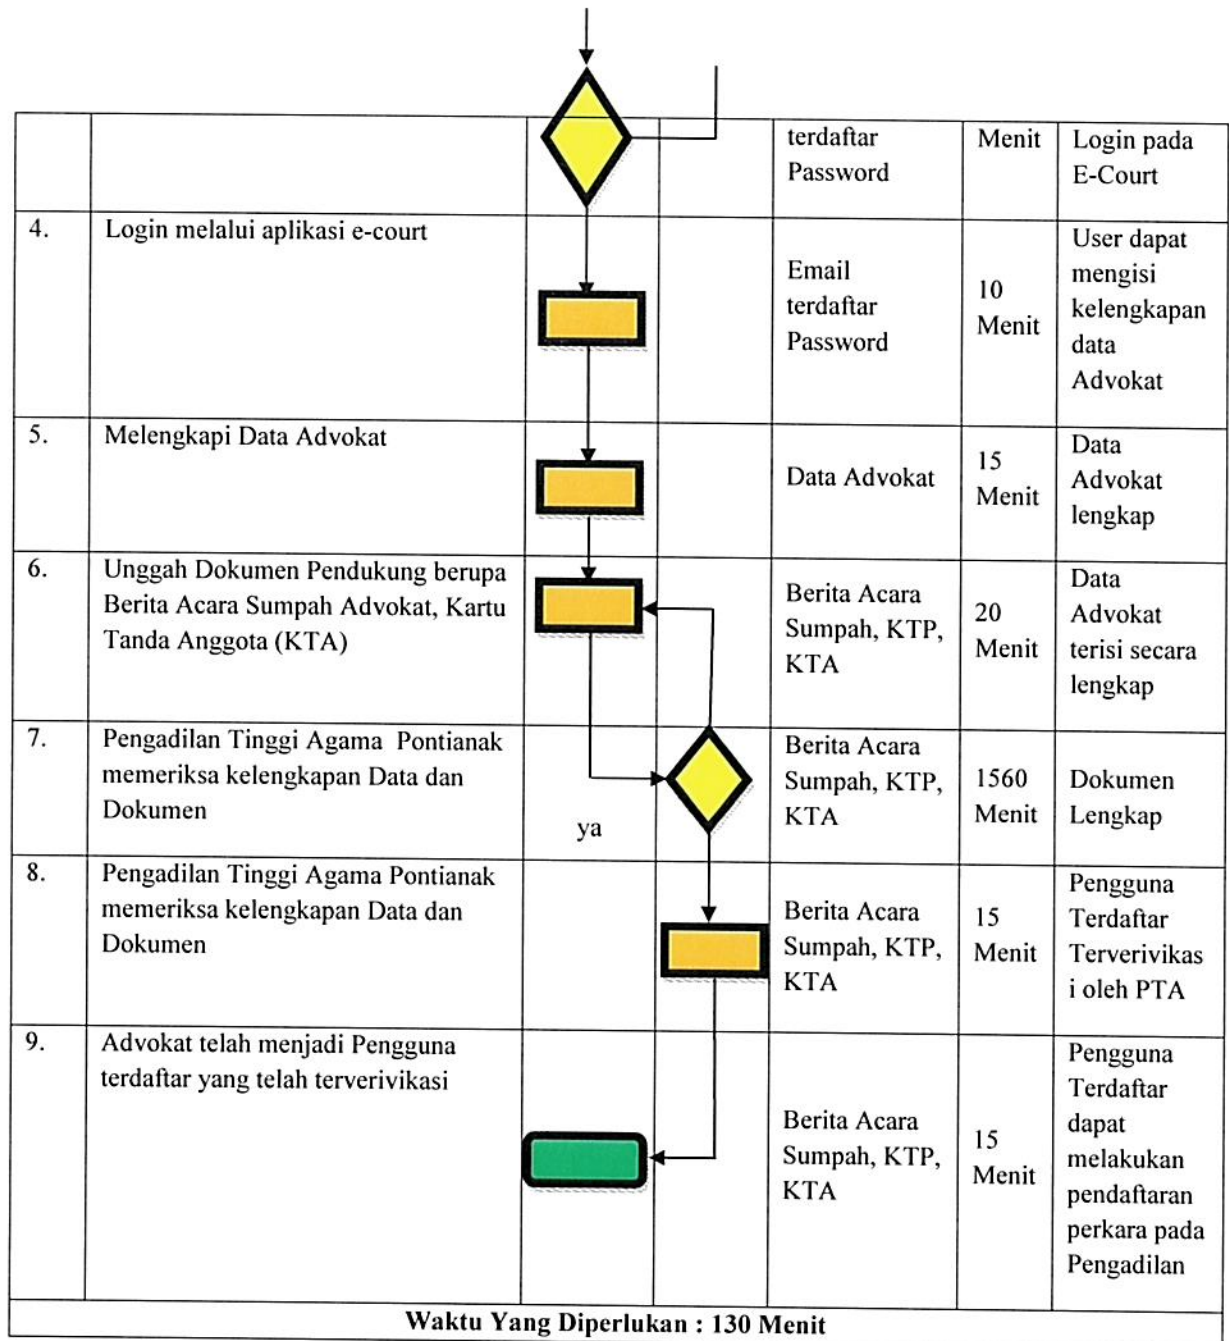 terdaftar
Password
Menit
Login pada
E-Court
4.
Login melalui aplikasi e-court
Email
terdaftar
Password
10
Menit
User dapat
mengisi
kelengkapan
data
Advokat
5.
Melengkapi Data Advokat
Data Advokat
15
Menit
Data
Advokat
lengkap
6.
Unggah Dokumen Pendukung berupa
Berita Acara Sumpah Advokat, Kartu
Tanda Anggota (KTA)
Berita Acara
Sumpah, KTP,
KTA
20
Menit
Data
Advokat
terisi secara
lengkap
7.
Pengadilan Tinggi Agama Pontianak
memeriksa kelengkapan Data dan
Dokumen
ya
Berita Acara
Sumpah, KTP,
KTA
1560
Menit
Dokumen
Lengkap
8.
Pengadilan Tinggi Agama Pontianak
memeriksa kelengkapan Data dan
Dokumen
Berita Acara
Sumpah, KTP,
KTA
15
Menit
Pengguna
Terdaftar
Terverivikas
i oleh PTA
9.
Advokat telah menjadi Pengguna
terdaftar yang telah terverivikasi
Berita Acara
Sumpah, KTP,
KTA
15
Menit
Pengguna
Terdaftar
dapat
melakukan
pendaftaran
perkara pada
Pengadilan
Waktu Yang Diperlukan : 130 Menit